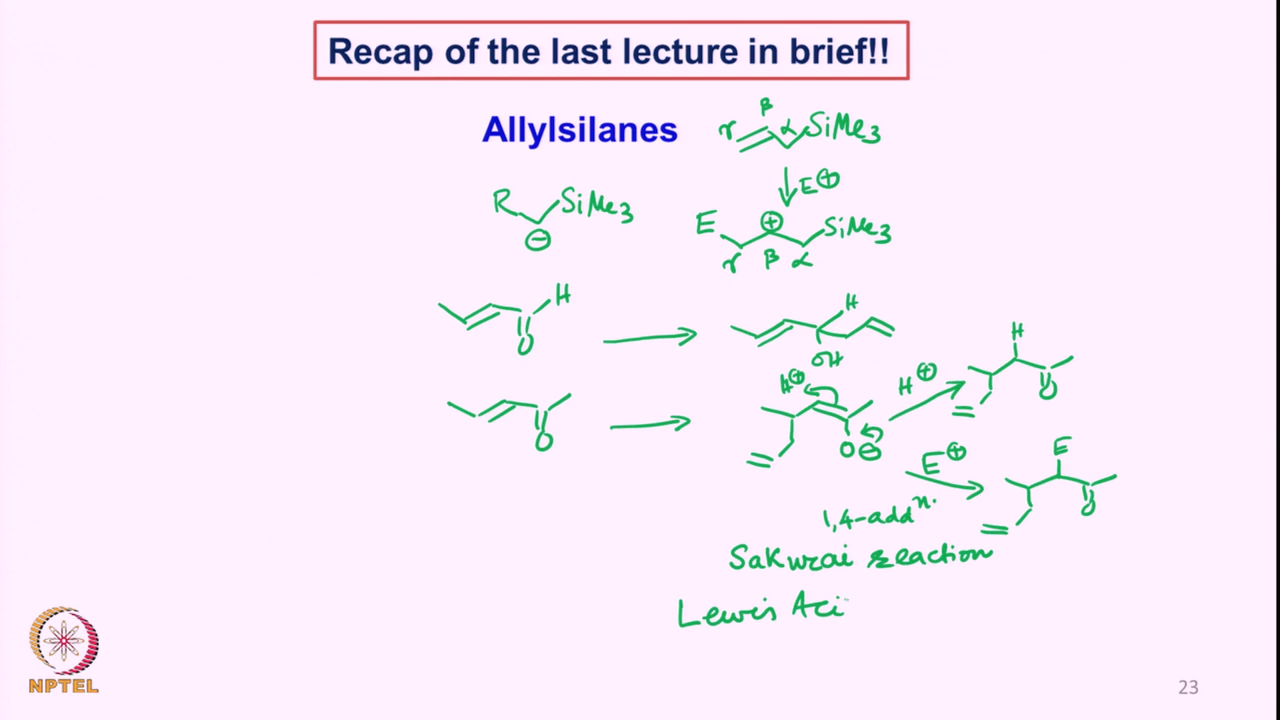 Recap of the last lecture in brief!!
Allylsilanes
γ β α SiMe3
E⊕
R SiMe3
⊖
E ⊕ SiMe3
γ β α
H
O
H
OH
O
H⊕
O⊖
H⊕
H
O
E⊕
E
O
1,4-addn.
Sakurai reaction
Lewis Aci
NPTEL
23